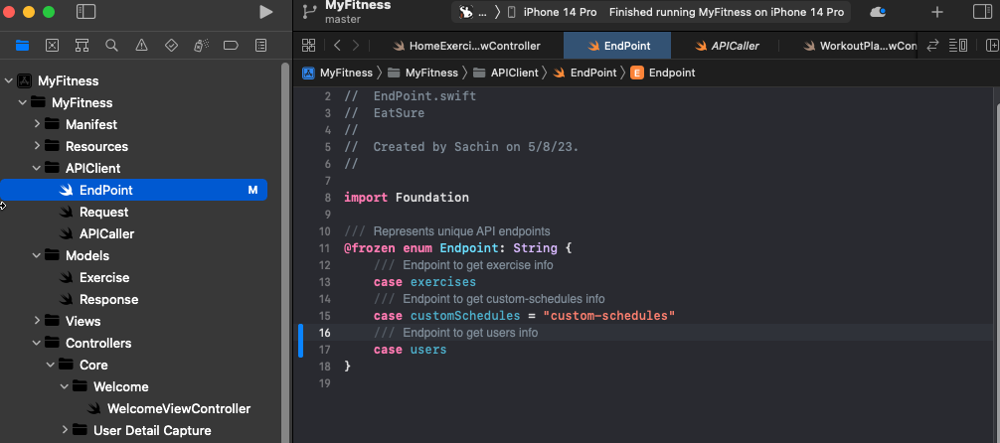 MyFitness
master
... iPhone 14 Pro Finished running MyFitness on iPhone 14 Pro
HomeExerci...wController EndPoint APICaller WorkoutPla...wCon
MyFitness MyFitness APIClient EndPoint E Endpoint
MyFitness
MyFitness
Manifest
Resources
APIClient
EndPoint M
Request
APICaller
Models
Exercise
Response
Views
Controllers
Core
Welcome
WelcomeViewController
User Detail Capture
2 // EndPoint.swift
3 // EatSure
4 //
5 // Created by Sachin on 5/8/23.
6 //
7
8 import Foundation
9
10 /// Represents unique API endpoints
11 @frozen enum Endpoint: String {
12 /// Endpoint to get exercise info
13 case exercises
14 /// Endpoint to get custom-schedules info
15 case customSchedules = "custom-schedules"
16 /// Endpoint to get users info
17 case users
18 }
19